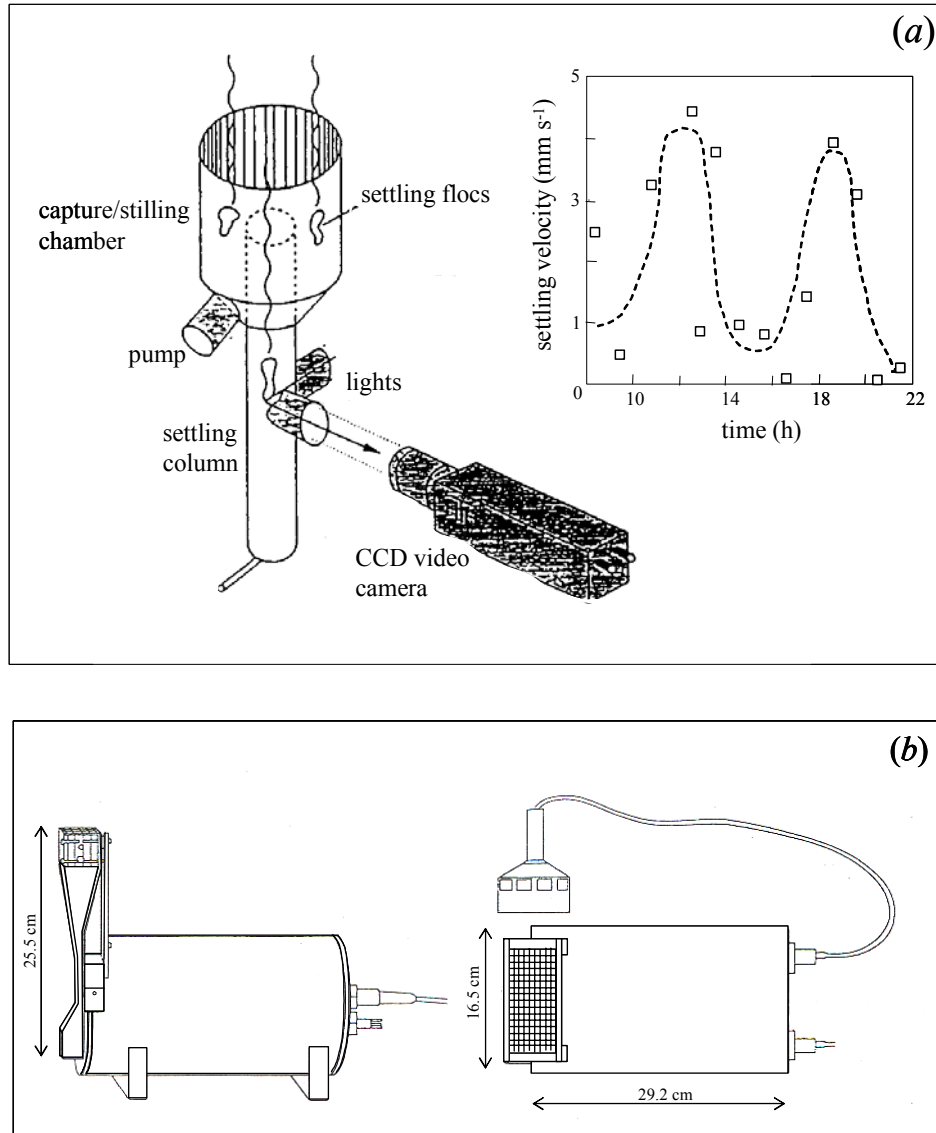 (a)
capture/stilling
chamber
settling flocs
pump
lights
settling
column
CCD video
camera
settling velocity (mm s⁻¹)
5
3
1
0
10
14
18
22
time (h)
(b)
25.5 cm
16.5 cm
29.2 cm